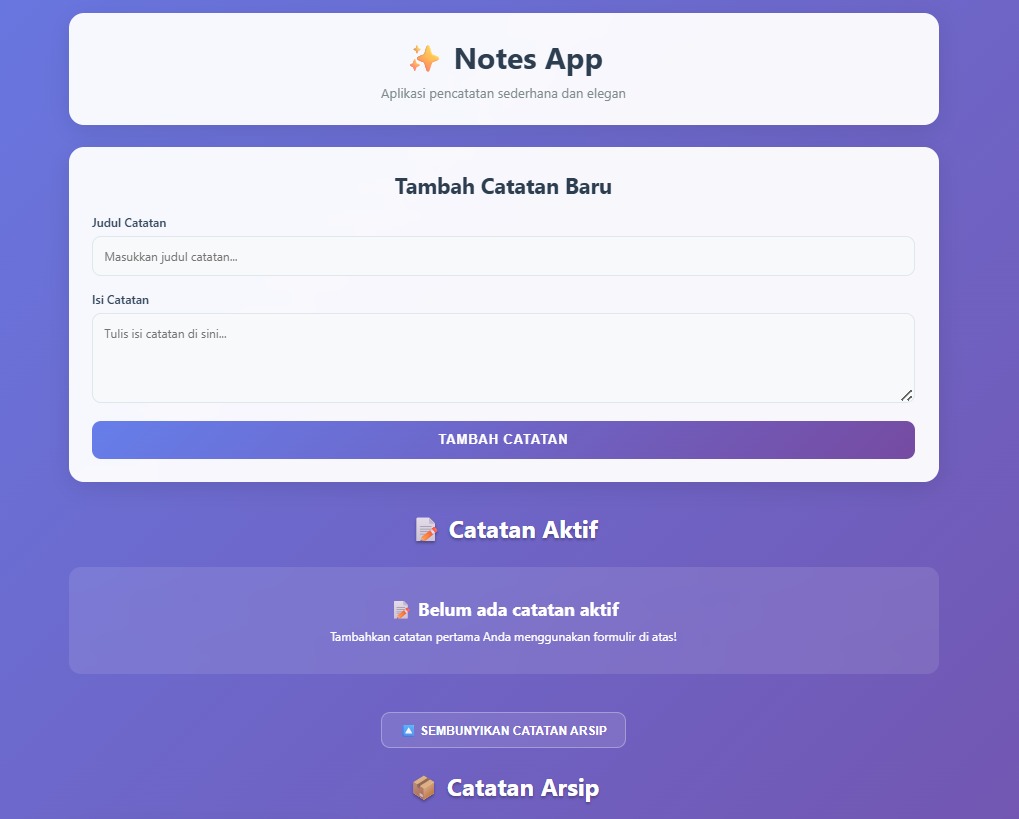 Notes App
Aplikasi pencatatan sederhana dan elegan
Tambah Catatan Baru
Judul Catatan
Masukkan judul catatan...
Isi Catatan
Tulis isi catatan di sini...
TAMBAH CATATAN
Catatan Aktif
Belum ada catatan aktif
Tambahkan catatan pertama Anda menggunakan formulir di atas!
SEMBUNYIKAN CATATAN ARSIP
Catatan Arsip